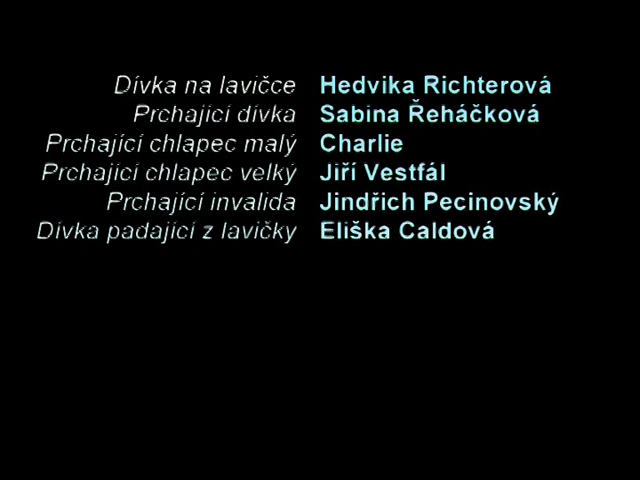 Dívka na lavičce Hedvika Richterová
Prchající dívka Sabina Řeháčková
Prchající chlapec malý Charlie
Prchající chlapec velký Jiří Vestfál
Prchající invalida Jindřich Pecinovský
Dívka padající z lavičky Eliška Caldová